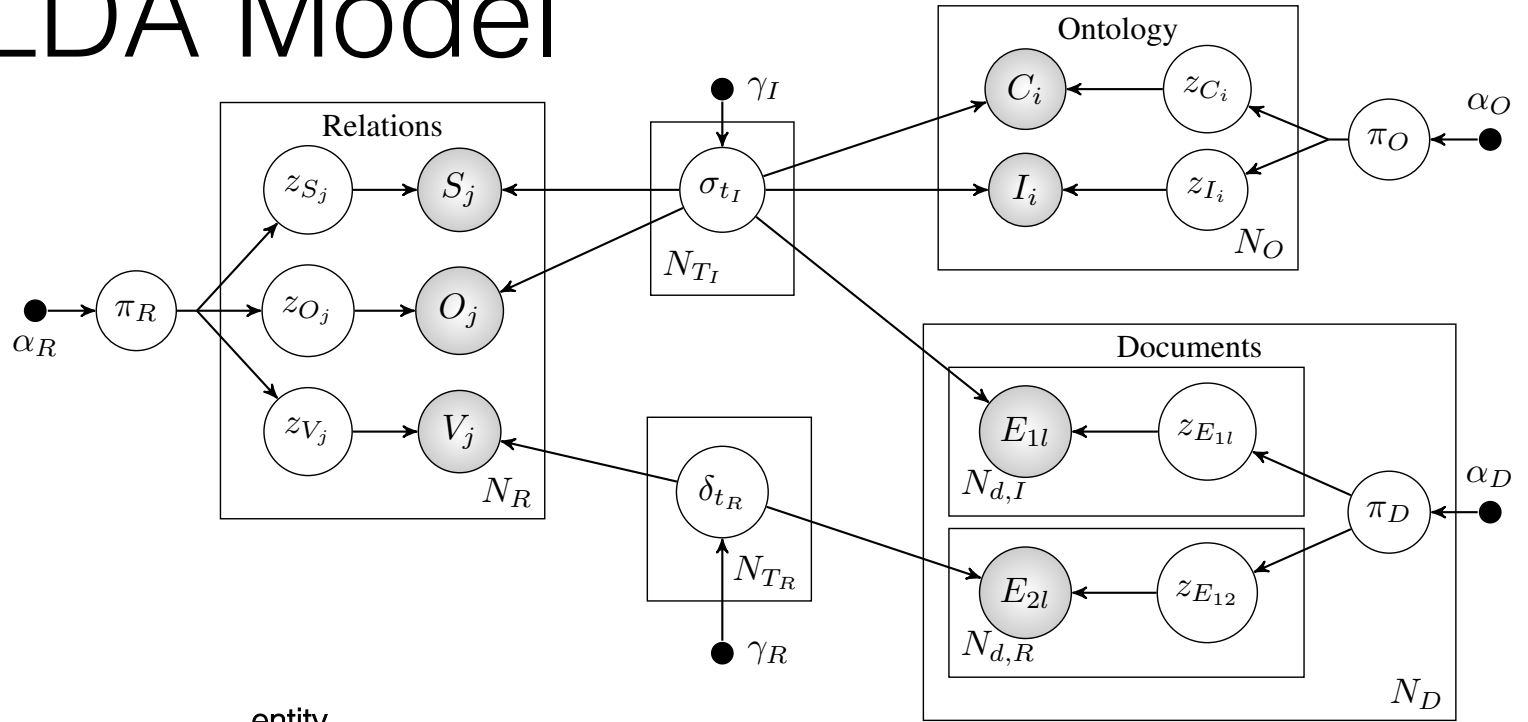 LDA Model
Relations
z_{S_j}
S_j
z_{O_j}
O_j
z_{V_j}
V_j
N_R
α_R
π_R
γ_I
σ_{t_I}
N_{T_I}
δ_{t_R}
N_{T_R}
γ_R
Ontology
C_i
z_{C_i}
I_i
z_{I_i}
N_O
π_O
α_O
Documents
E_{1l}
z_{E_{1l}}
N_{d,I}
E_{2l}
z_{E_{12}}
N_{d,R}
N_D
π_D
α_D
entity